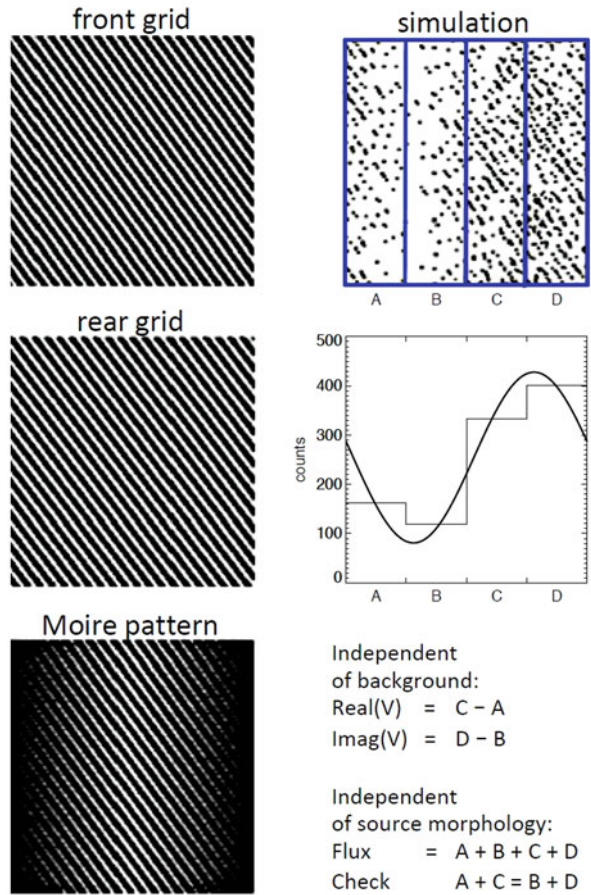 front grid
simulation
A B C D
rear grid
500
400
300
200
100
0
counts
A B C D
Moire pattern
Independent
of background:
Real(V) = C − A
Imag(V) = D − B
Independent
of source morphology:
Flux = A + B + C + D
Check A + C = B + D